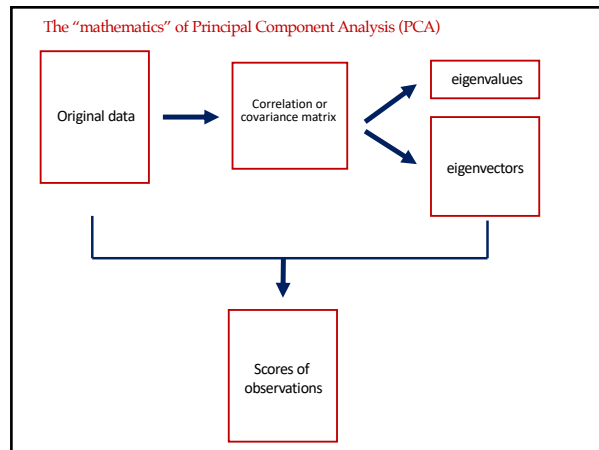 The “mathematics” of Principal Component Analysis (PCA)
Original data
Correlation or
covariance matrix
eigenvalues
eigenvectors
Scores of
observations